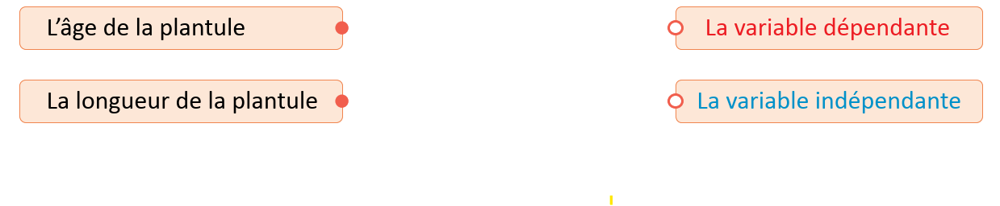 L’âge de la plantule
La variable dépendante
La longueur de la plantule
La variable indépendante